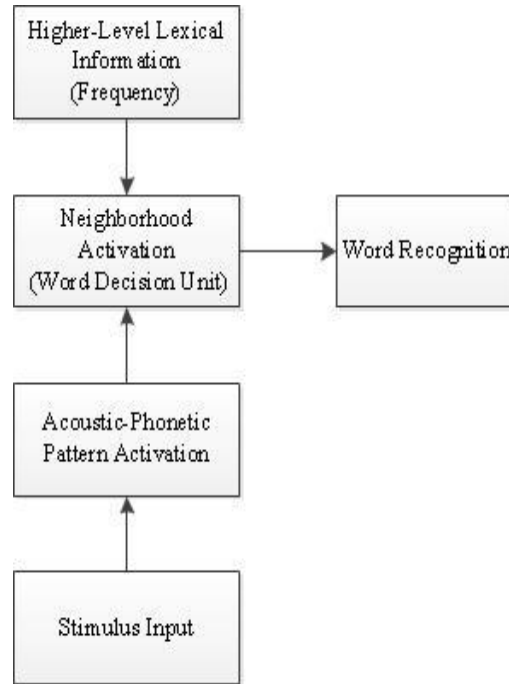 Higher-Level Lexical
Information
(Frequency)
Neighborhood
Activation
(Word Decision Unit)
Word Recognition
Acoustic-Phonetic
Pattern Activation
Stimulus Input